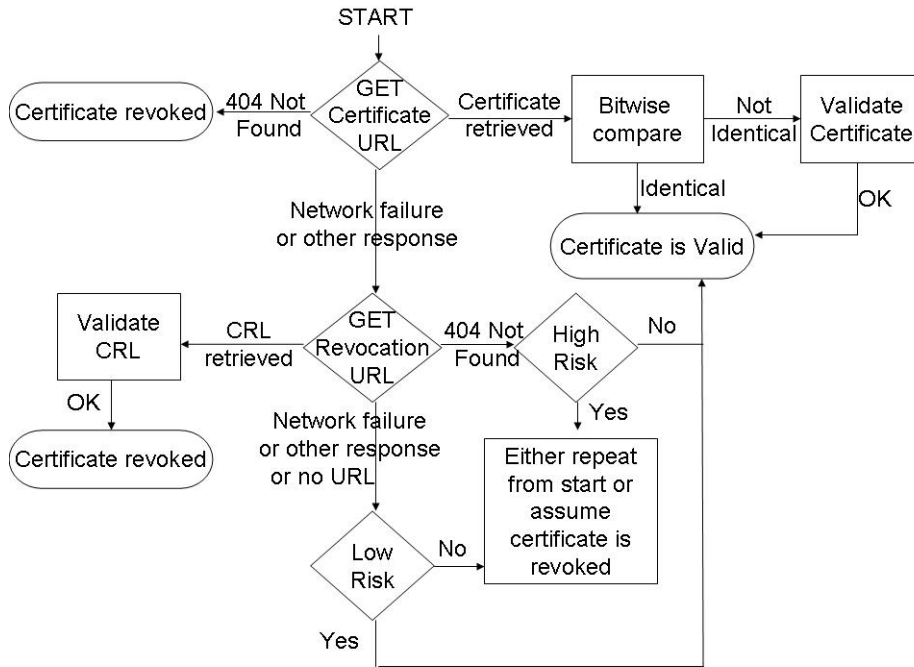 START
Certificate revoked
404 Not
Found
GET
Certificate
URL
Certificate
retrieved
Bitwise
compare
Not
Identical
Validate
Certificate
Identical
OK
Network failure
or other response
Certificate is Valid
Validate
CRL
CRL
retrieved
GET
Revocation
URL
404 Not
Found
High
Risk
No
OK
Yes
Certificate revoked
Network failure
or other response
or no URL
Either repeat
from start or
assume
certificate is
revoked
Low
Risk
No
Yes